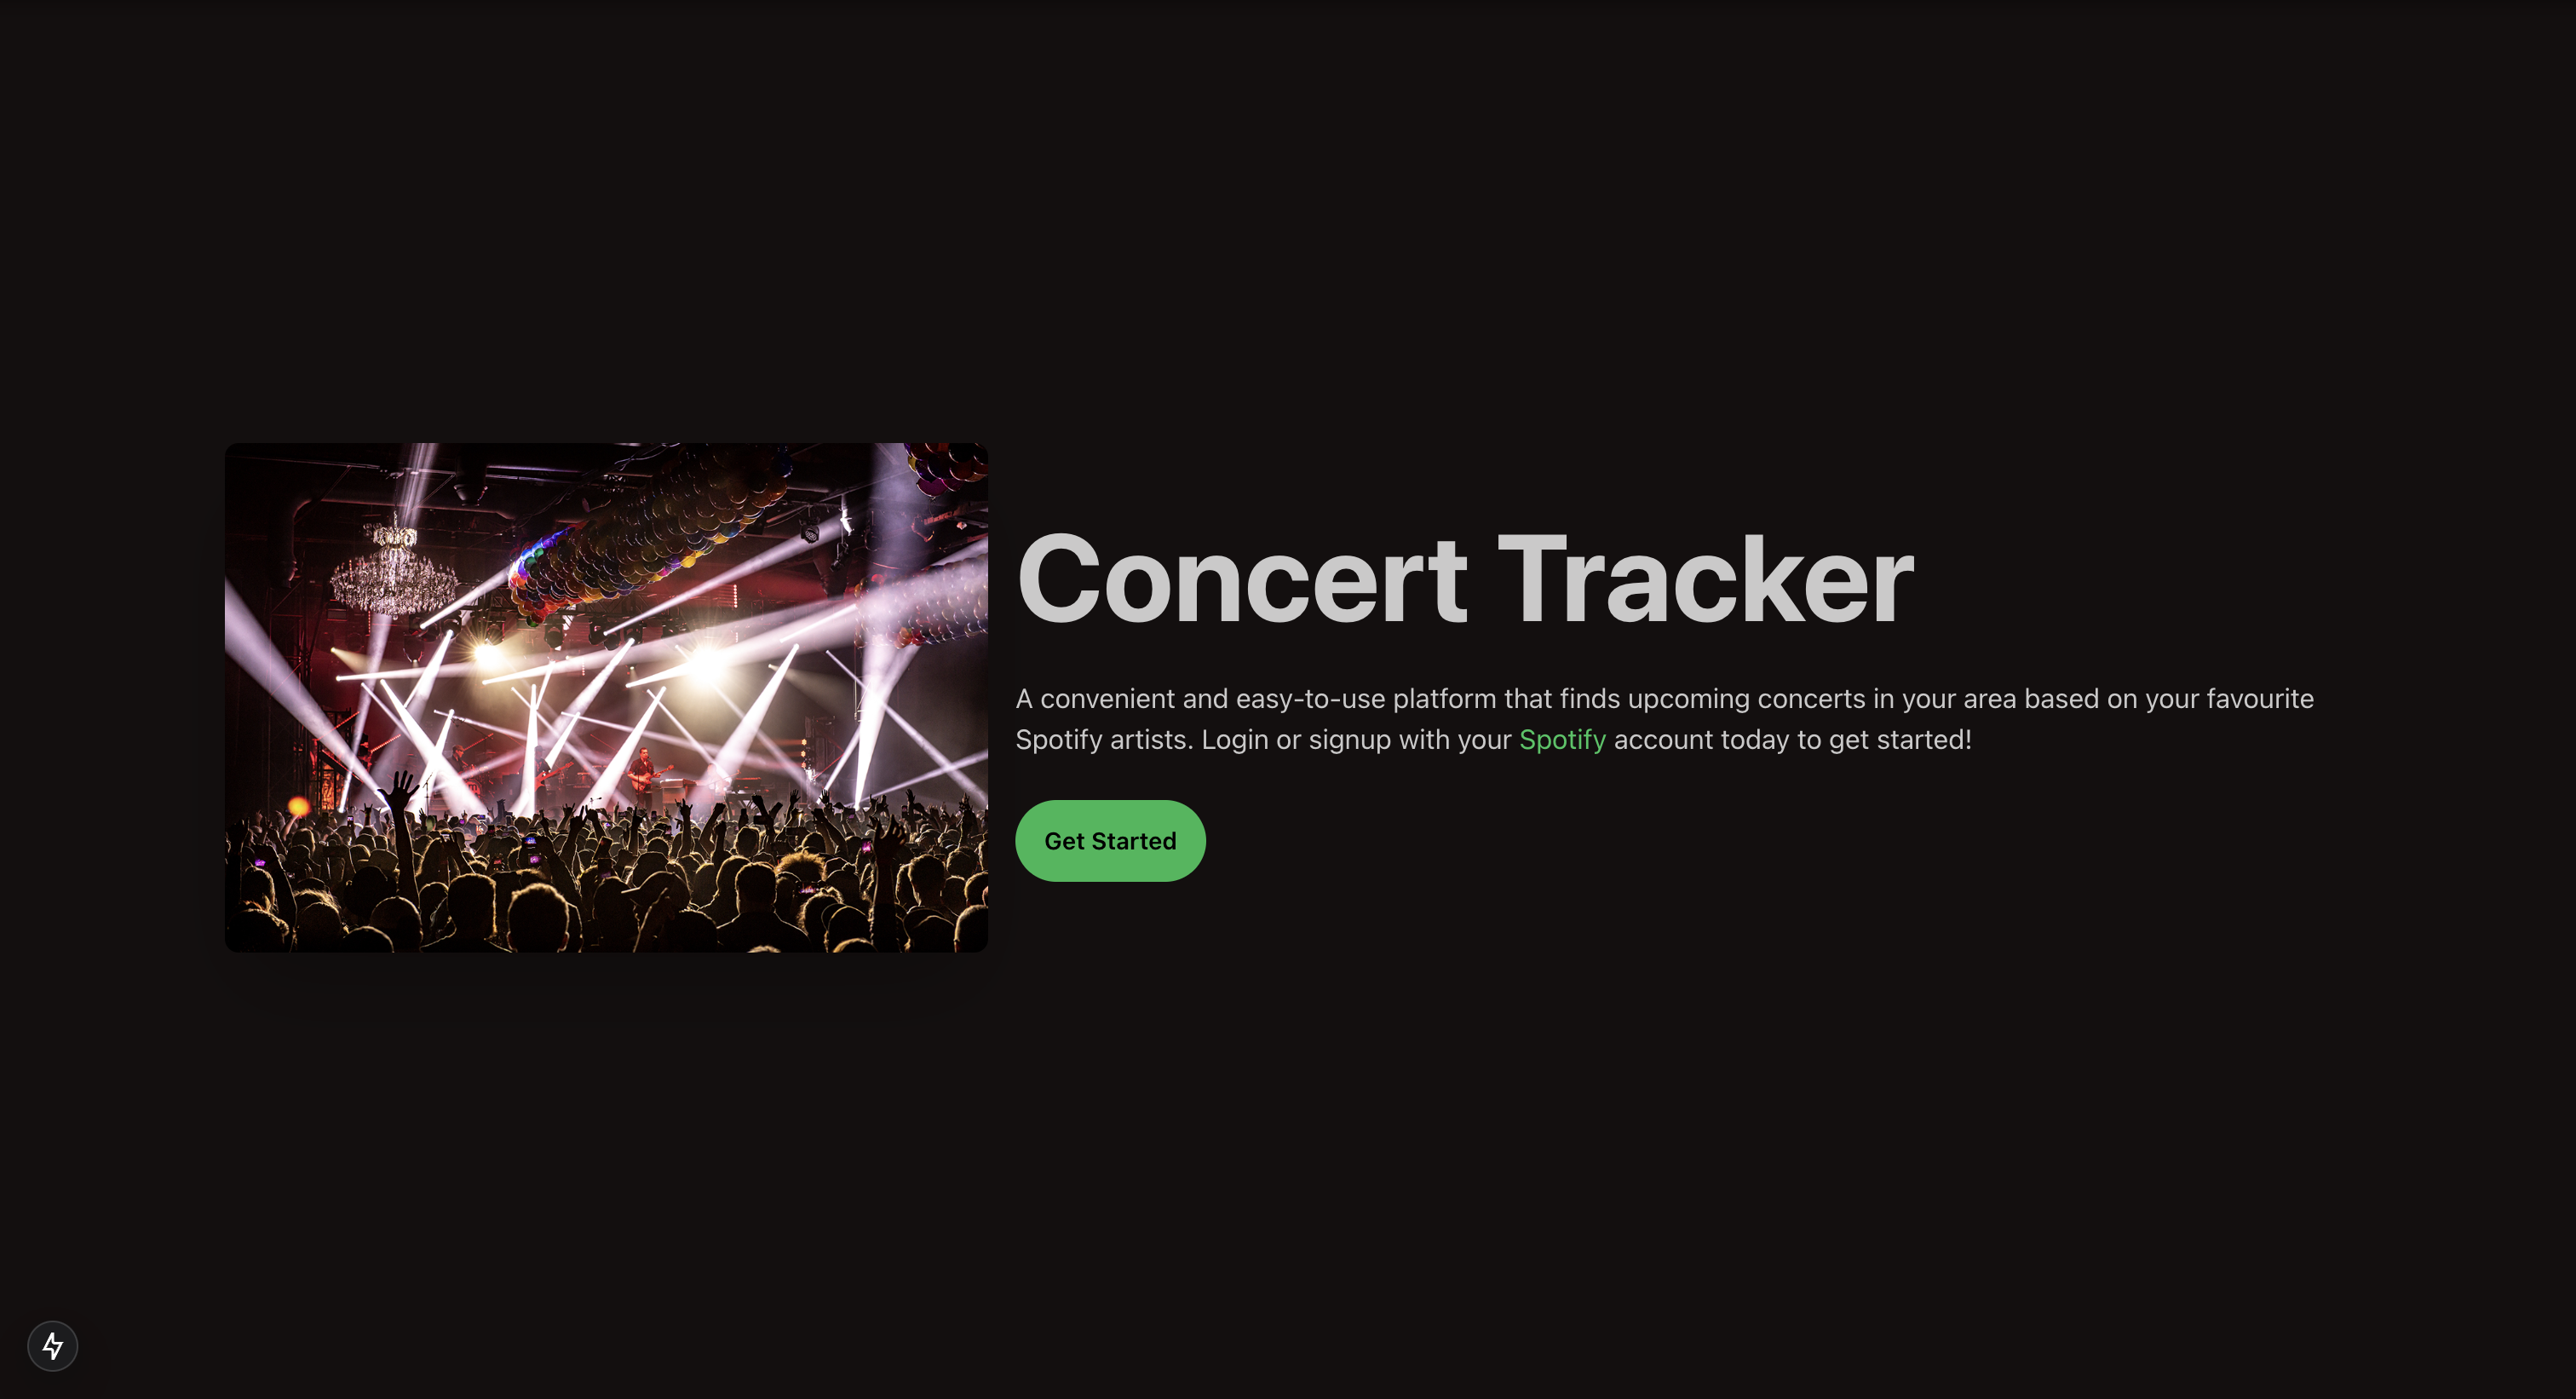 Concert Tracker
A convenient and easy-to-use platform that finds upcoming concerts in your area based on your favourite
Spotify artists. Login or signup with your Spotify account today to get started!
Get Started